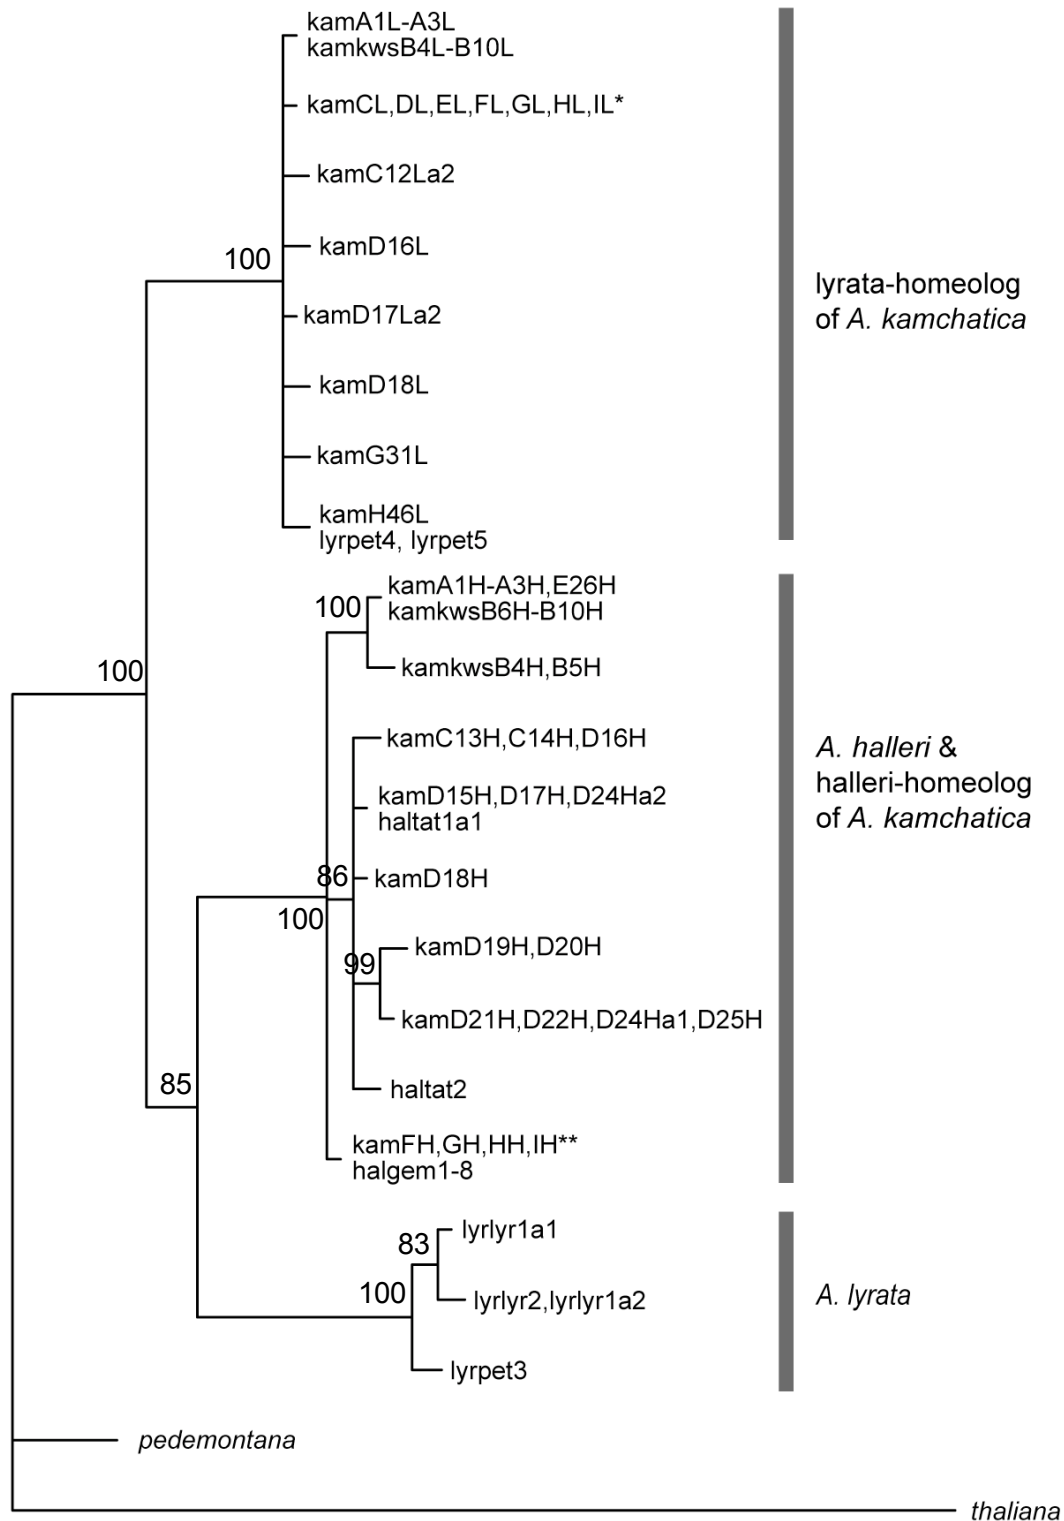 kamA1L-A3L
kamkwsB4L-B10L
kamCL,DL,EL,FL,GL,HL,IL*
kamC12La2
kamD16L
100
kamD17La2
kamD18L
kamG31L
kamH46L
lyrpet4, lyrpet5
lyrata-homeolog
of A. kamchatica
100
kamA1H-A3H,E26H
kamkwsB6H-B10H
100
kamkwsB4H,B5H
kamC13H,C14H,D16H
kamD15H,D17H,D24Ha2
haltat1a1
86
kamD18H
100
kamD19H,D20H
99
kamD21H,D22H,D24Ha1,D25H
haltat2
kamFH,GH,HH,IH**
halgem1-8
A. halleri &
halleri-homeolog
of A. kamchatica
85
lyrlyr1a1
83
100
lyrlyr2,lyrlyr1a2
lyrpet3
A. lyrata
pedemontana
thaliana